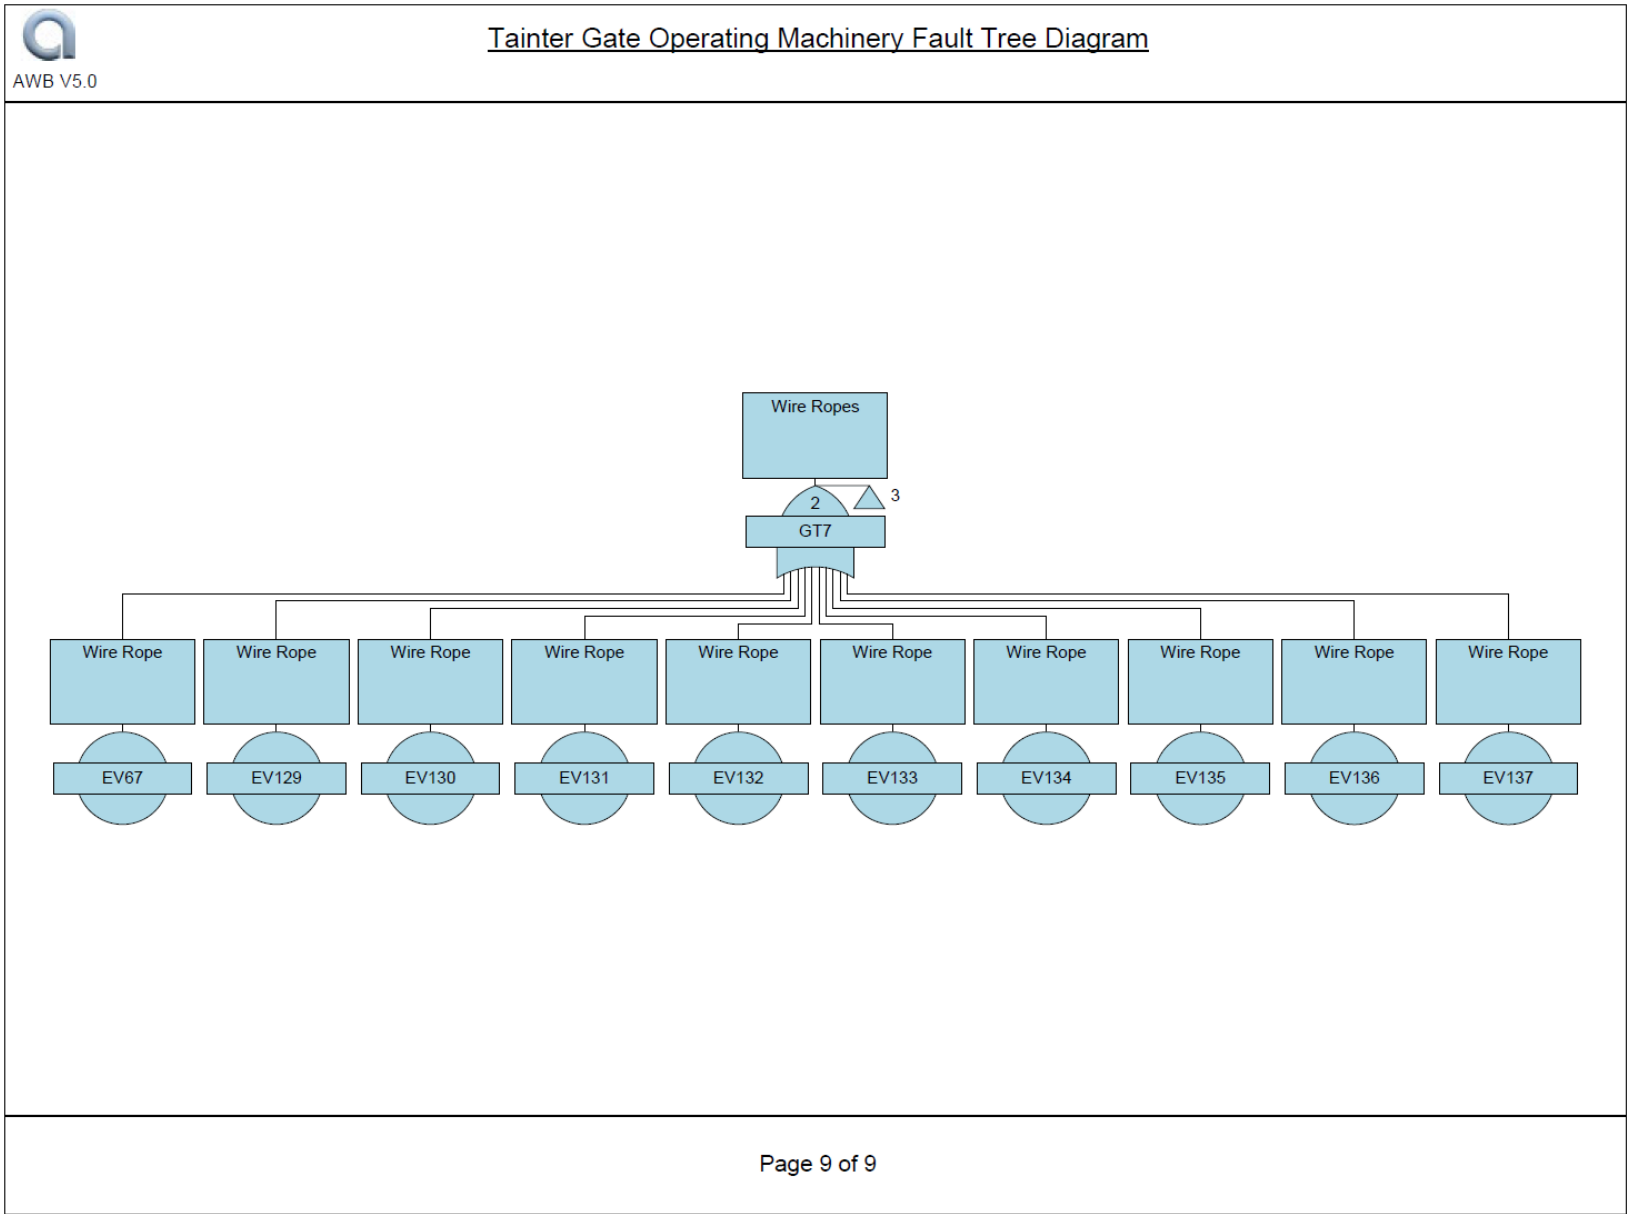 Tainter Gate Operating Machinery Fault Tree Diagram
AWB V5.0
Wire Ropes
3
2
GT7
Wire Rope Wire Rope Wire Rope Wire Rope Wire Rope Wire Rope Wire Rope Wire Rope Wire Rope Wire Rope
EV67 EV129 EV130 EV131 EV132 EV133 EV134 EV135 EV136 EV137
Page 9 of 9